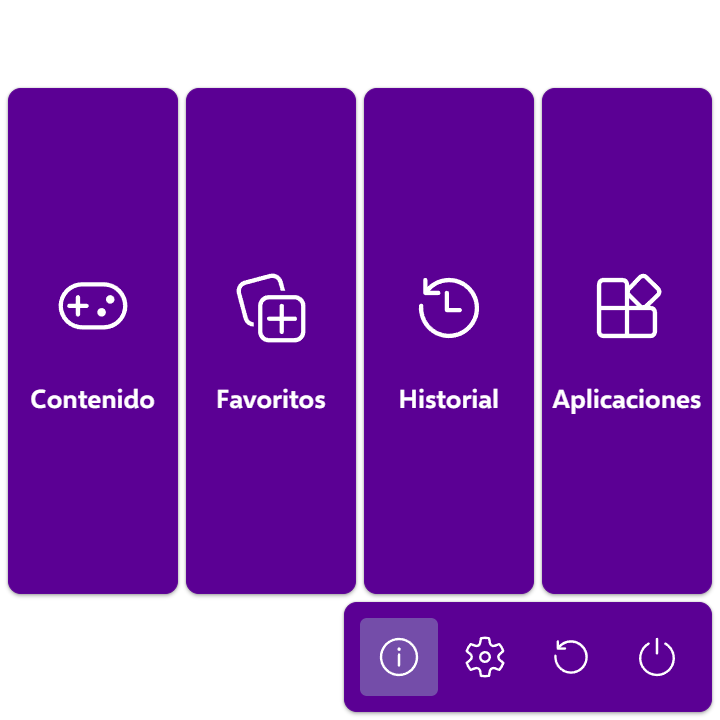 Contenido
Favoritos
Historial
Aplicaciones